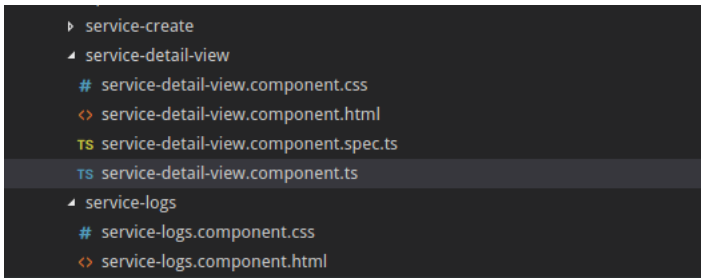 service-create
service-detail-view
# service-detail-view.component.css
<> service-detail-view.component.html
TS service-detail-view.component.spec.ts
TS service-detail-view.component.ts
service-logs
# service-logs.component.css
<> service-logs.component.html